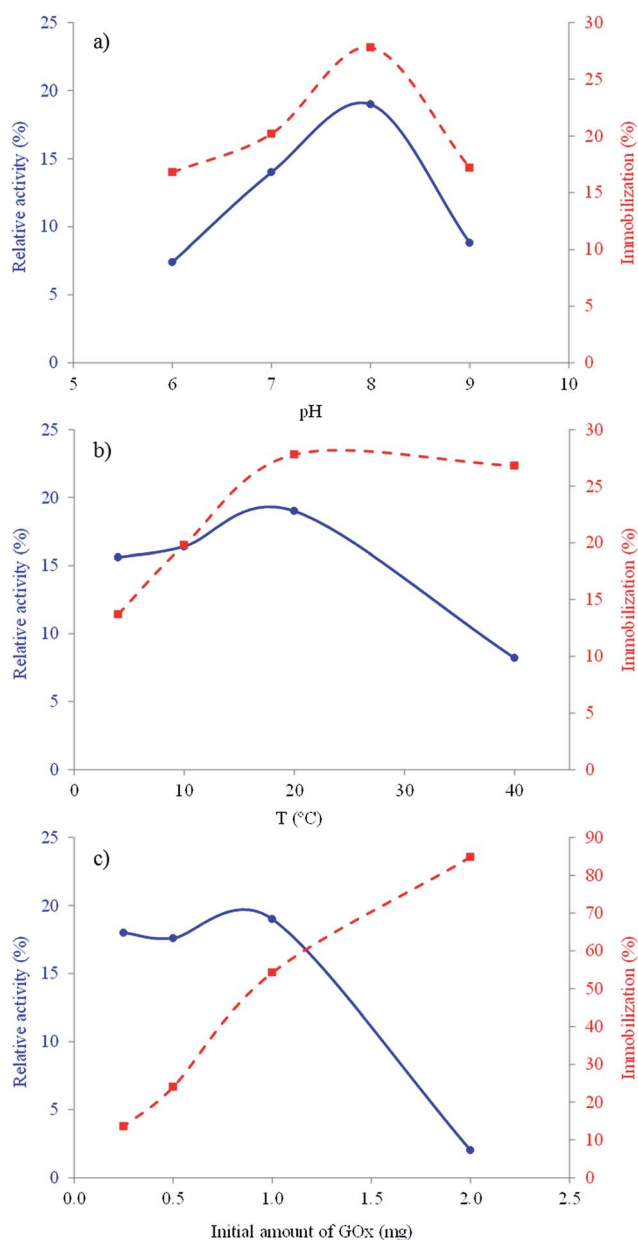 a)
25
20
15
10
5
0
Relative activity (%)
30
25
20
15
10
5
0
Immobilization (%)
5 6 7 8 9 10
pH
b)
25
20
15
10
5
0
Relative activity (%)
30
25
20
15
10
5
0
Immobilization (%)
0 10 20 30 40
T (°C)
c)
25
20
15
10
5
0
Relative activity (%)
90
80
70
60
50
40
30
20
10
0
Immobilization (%)
0.0 0.5 1.0 1.5 2.0 2.5
Initial amount of GOx (mg)